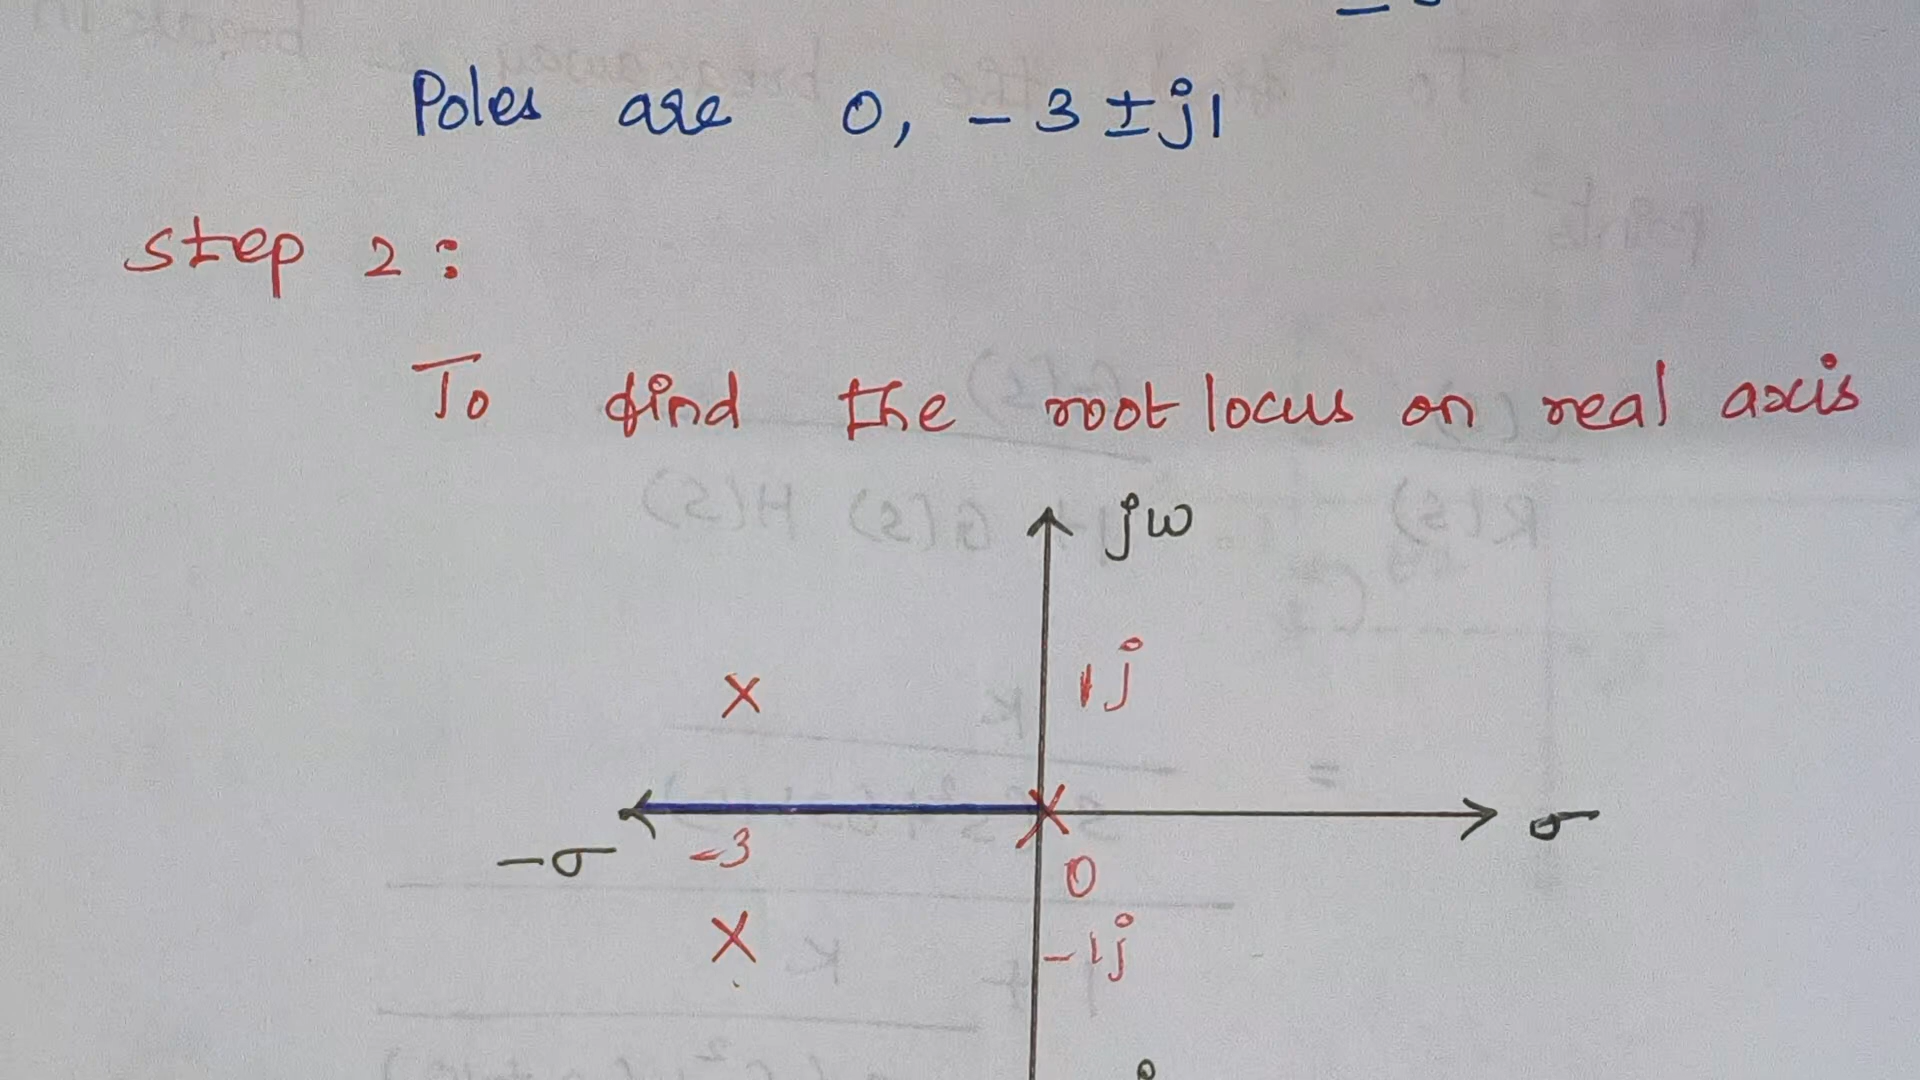 Poles are 0, -3 ± j1
Step 2:
To find the root locus on real axis
jω
1j
-3
-σ
σ
0
-1j